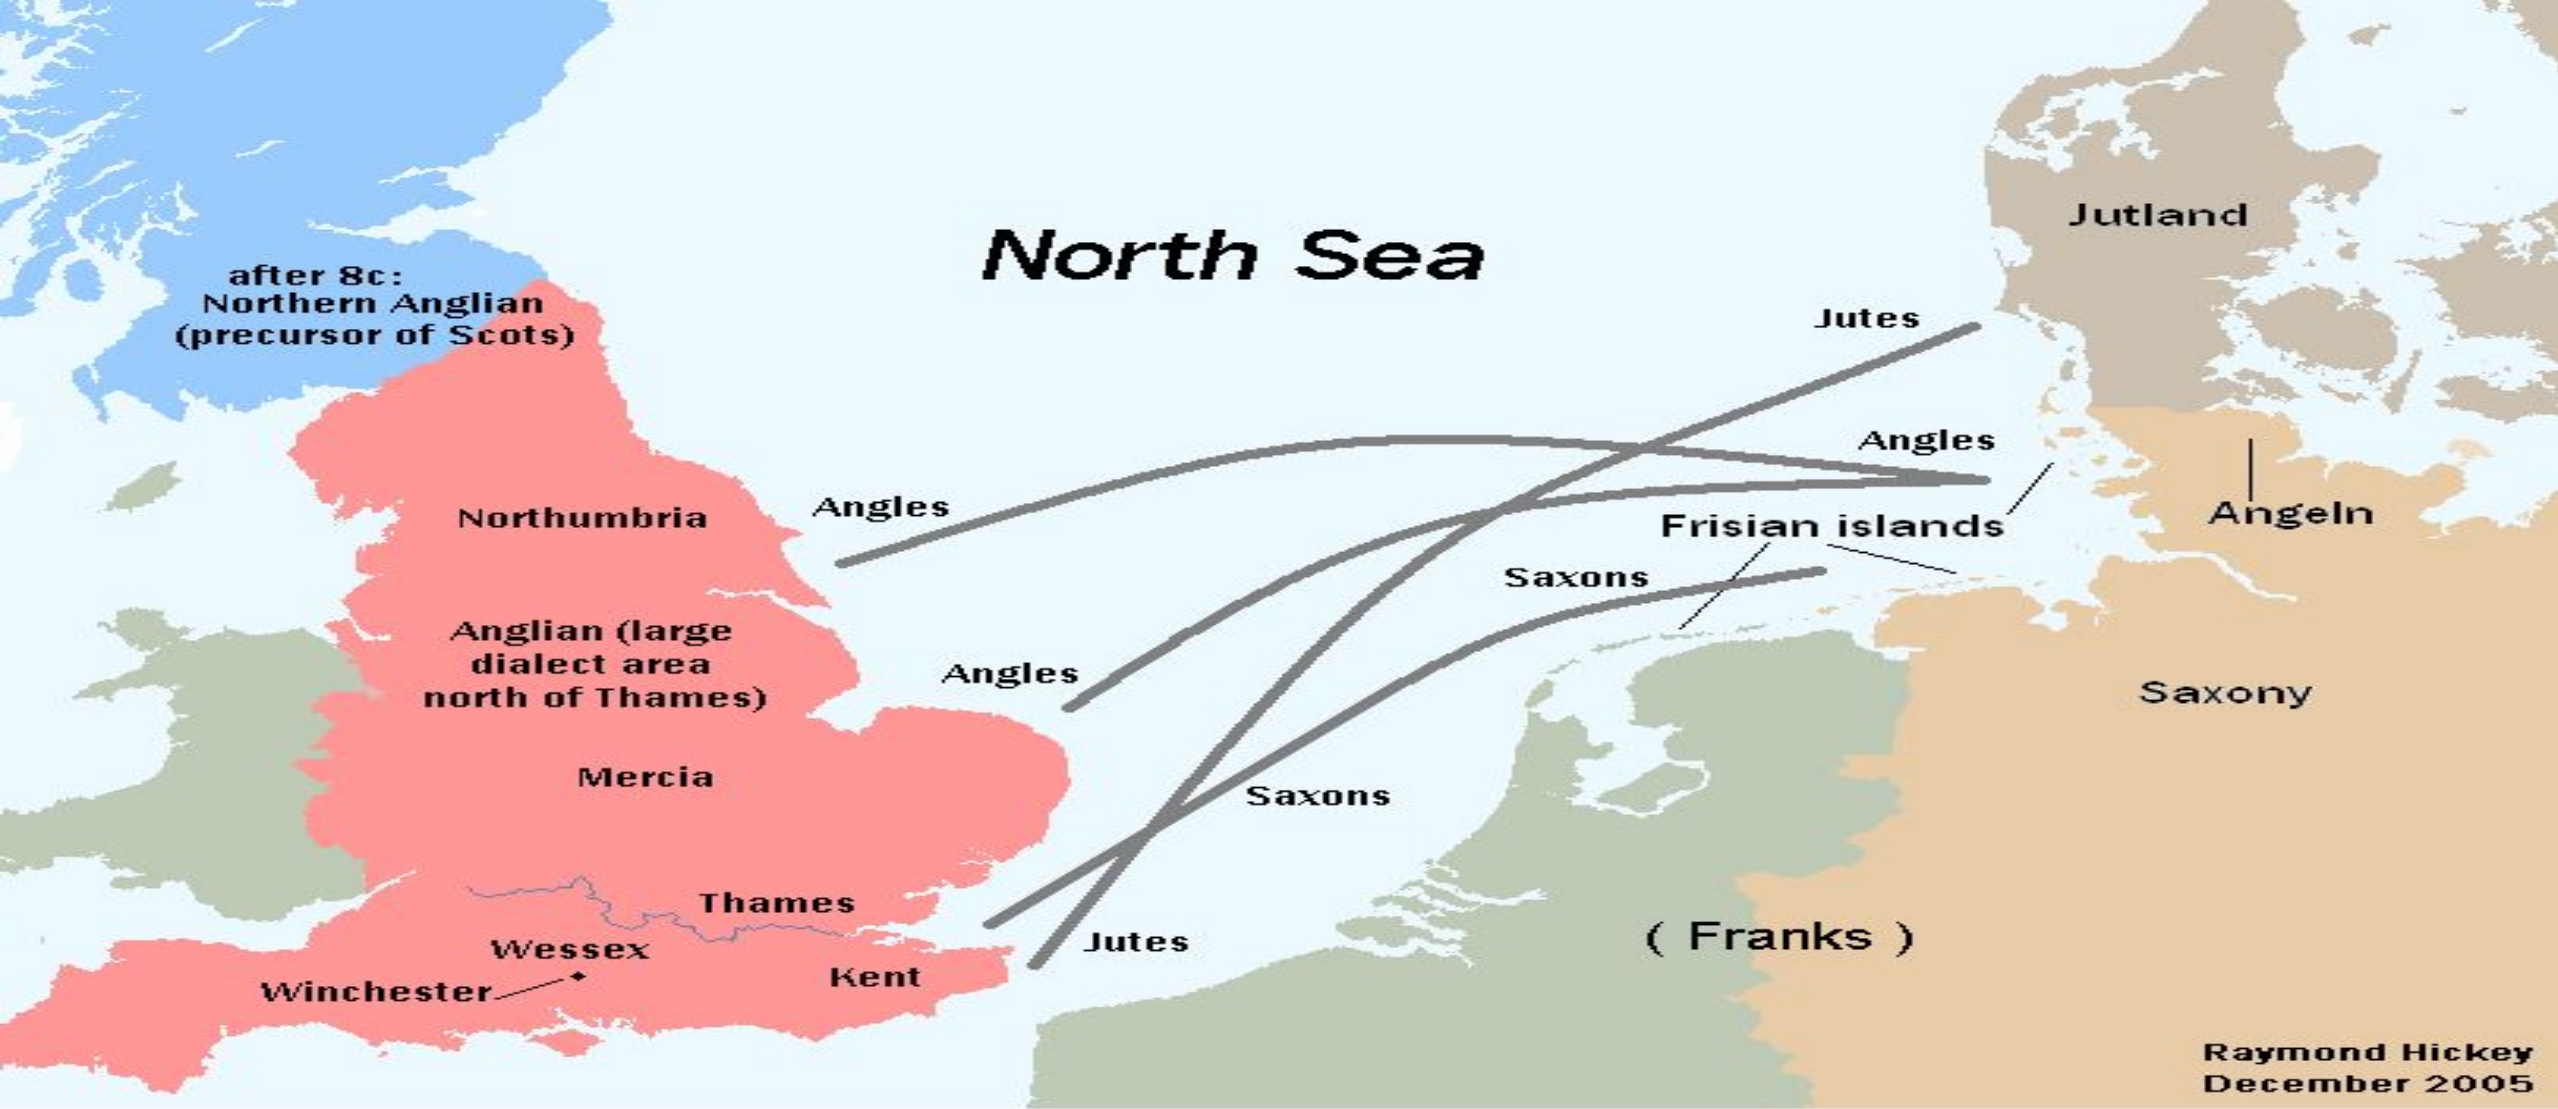 North Sea
Jutland
after 8c:
Northern Anglian
(precursor of Scots)
Jutes
Angles
Angles
Northumbria
Frisian islands
Angeln
Saxons
Anglian (large
dialect area
north of Thames)
Angles
Saxony
Mercia
Saxons
Thames
Wessex
Jutes
( Franks )
Kent
Winchester
Raymond Hickey
December 2005